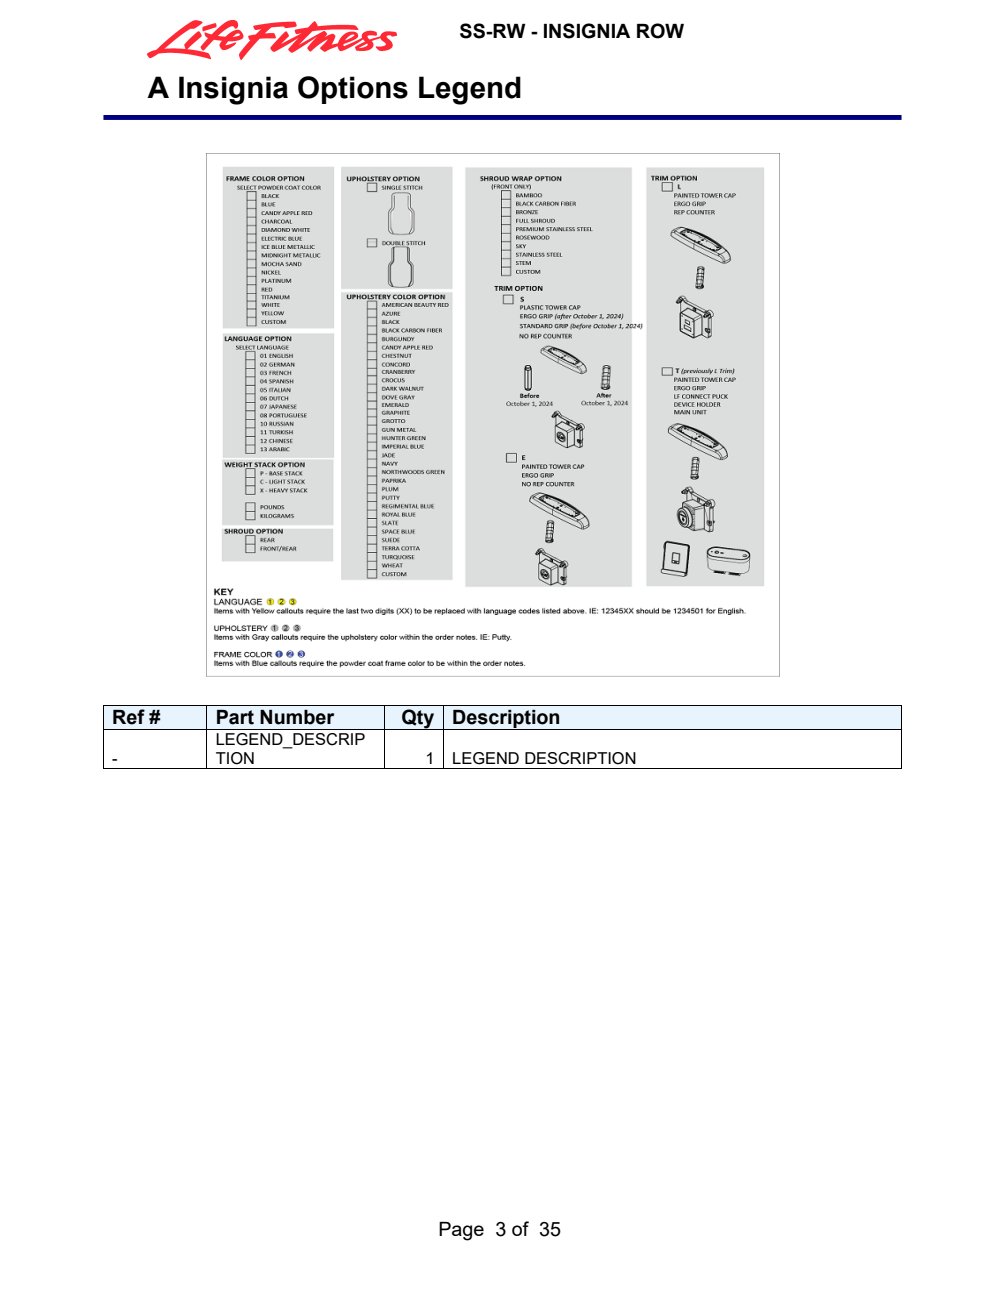 Life Fitness
SS-RW - INSIGNIA ROW
A Insignia Options Legend
FRAME COLOR OPTION
SELECT POWDER COAT COLOR
BLACK
BLUE
CANDY APPLE RED
CHARCOAL
DIAMOND WHITE
ELECTRIC BLUE
ICE BLUE METALLIC
MIDNIGHT METALLIC
MOCHA SAND
NICKEL
PLATINUM
RED
TITANIUM
WHITE
YELLOW
CUSTOM
LANGUAGE OPTION
SELECT LANGUAGE
01 ENGLISH
02 GERMAN
03 FRENCH
04 SPANISH
05 ITALIAN
06 DUTCH
07 JAPANESE
08 PORTUGUESE
10 RUSSIAN
11 TURKISH
12 CHINESE
13 ARABIC
WEIGHT STACK OPTION
P - BASE STACK
C - LIGHT STACK
X - HEAVY STACK
POUNDS
KILOGRAMS
SHROUD OPTION
REAR
FRONT/REAR
UPHOLSTERY OPTION
SINGLE STITCH
DOUBLE STITCH
UPHOLSTERY COLOR OPTION
AMERICAN BEAUTY RED
AZURE
BLACK
BLACK CARBON FIBER
BURGUNDY
CANDY APPLE RED
CHESTNUT
CONCORD
CRANBERRY
CROCUS
DARK WALNUT
DOVE GRAY
EMERALD
GRAPHITE
GROTTO
GUN METAL
HUNTER GREEN
IMPERIAL BLUE
JADE
NAVY
NORTHWOODS GREEN
PAPRIKA
PLUM
PUTTY
REGIMENTAL BLUE
ROYAL BLUE
SLATE
SPACE BLUE
SUEDE
TERRA COTTA
TURQUOISE
WHEAT
CUSTOM
SHROUD WRAP OPTION
(FRONT ONLY)
BAMBOO
BLACK CARBON FIBER
BRONZE
FULL SHROUD
PREMIUM STAINLESS STEEL
ROSEWOOD
SKY
STAINLESS STEEL
STEM
CUSTOM
TRIM OPTION
S
PLASTIC TOWER CAP
ERGO GRIP (after October 1, 2024)
STANDARD GRIP (before October 1, 2024)
NO REP COUNTER
Before
October 1, 2024
After
October 1, 2024
E
PAINTED TOWER CAP
ERGO GRIP
NO REP COUNTER
TRIM OPTION
L
PAINTED TOWER CAP
ERGO GRIP
REP COUNTER
T (previously L Trim)
PAINTED TOWER CAP
ERGO GRIP
LF CONNECT PUCK
DEVICE HOLDER
MAIN UNIT
KEY
LANGUAGE 1 2 3
Items with Yellow callouts require the last two digits (XX) to be replaced with language codes listed above. IE: 12345XX should be 1234501 for English.
UPHOLSTERY 1 2 3
Items with Gray callouts require the upholstery color within the order notes. IE: Putty.
FRAME COLOR 1 2 3
Items with Blue callouts require the powder coat frame color to be within the order notes.
Ref # Part Number Qty Description
LEGEND_DESCRIP
- TION 1 LEGEND DESCRIPTION
Page 3 of 35